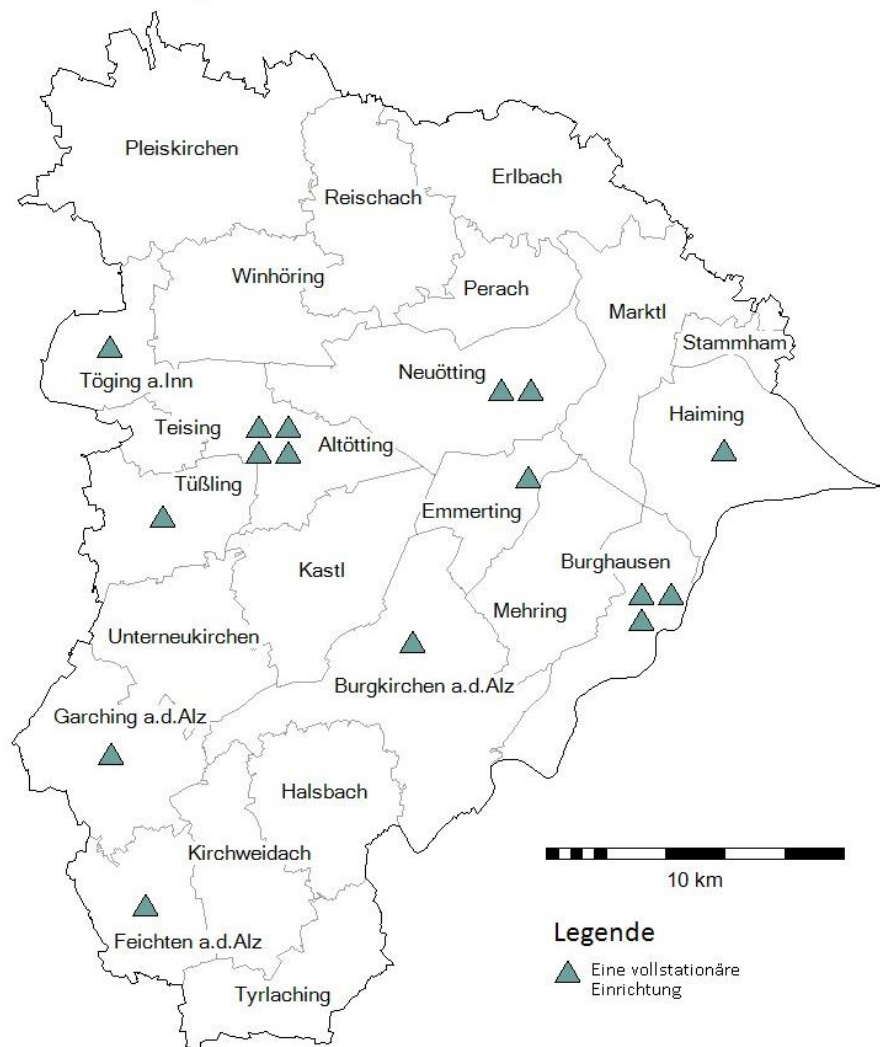 Pleiskirchen
Erlbach
Reischach
Winhöring
Perach
Marktl
Stammham
Töging a.Inn
Neuötting
Haiming
Teising
Altötting
Tüßling
Emmerting
Burghausen
Kastl
Mehring
Unterneukirchen
Burgkirchen a.d.Alz
Garching a.d.Alz
Halsbach
Kirchweidach
10 km
Feichten a.d.Alz
Tyrlaching
Legende
Eine vollstationäre
Einrichtung